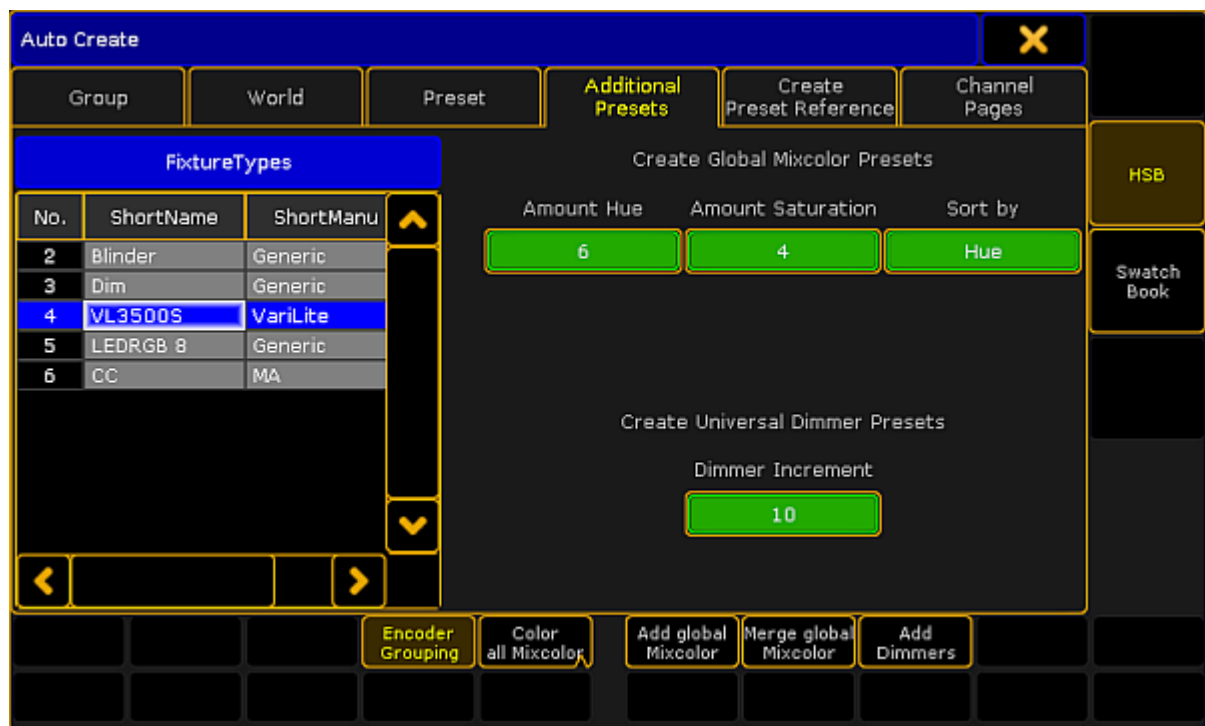 Auto Create
Group
World
Preset
Additional
Presets
Create
Preset Reference
Channel
Pages
FixtureTypes
No. ShortName ShortManu
2 Blinder Generic
3 Dim Generic
4 VL3500S VariLite
5 LEDRGB 8 Generic
6 CC MA
Create Global Mixcolor Presets
Amount Hue Amount Saturation Sort by
6 4 Hue
Create Universal Dimmer Presets
Dimmer Increment
10
HSB
Swatch
Book
Encoder
Grouping
Color
all Mixcolor
Add global
Mixcolor
Merge global
Mixcolor
Add
Dimmers